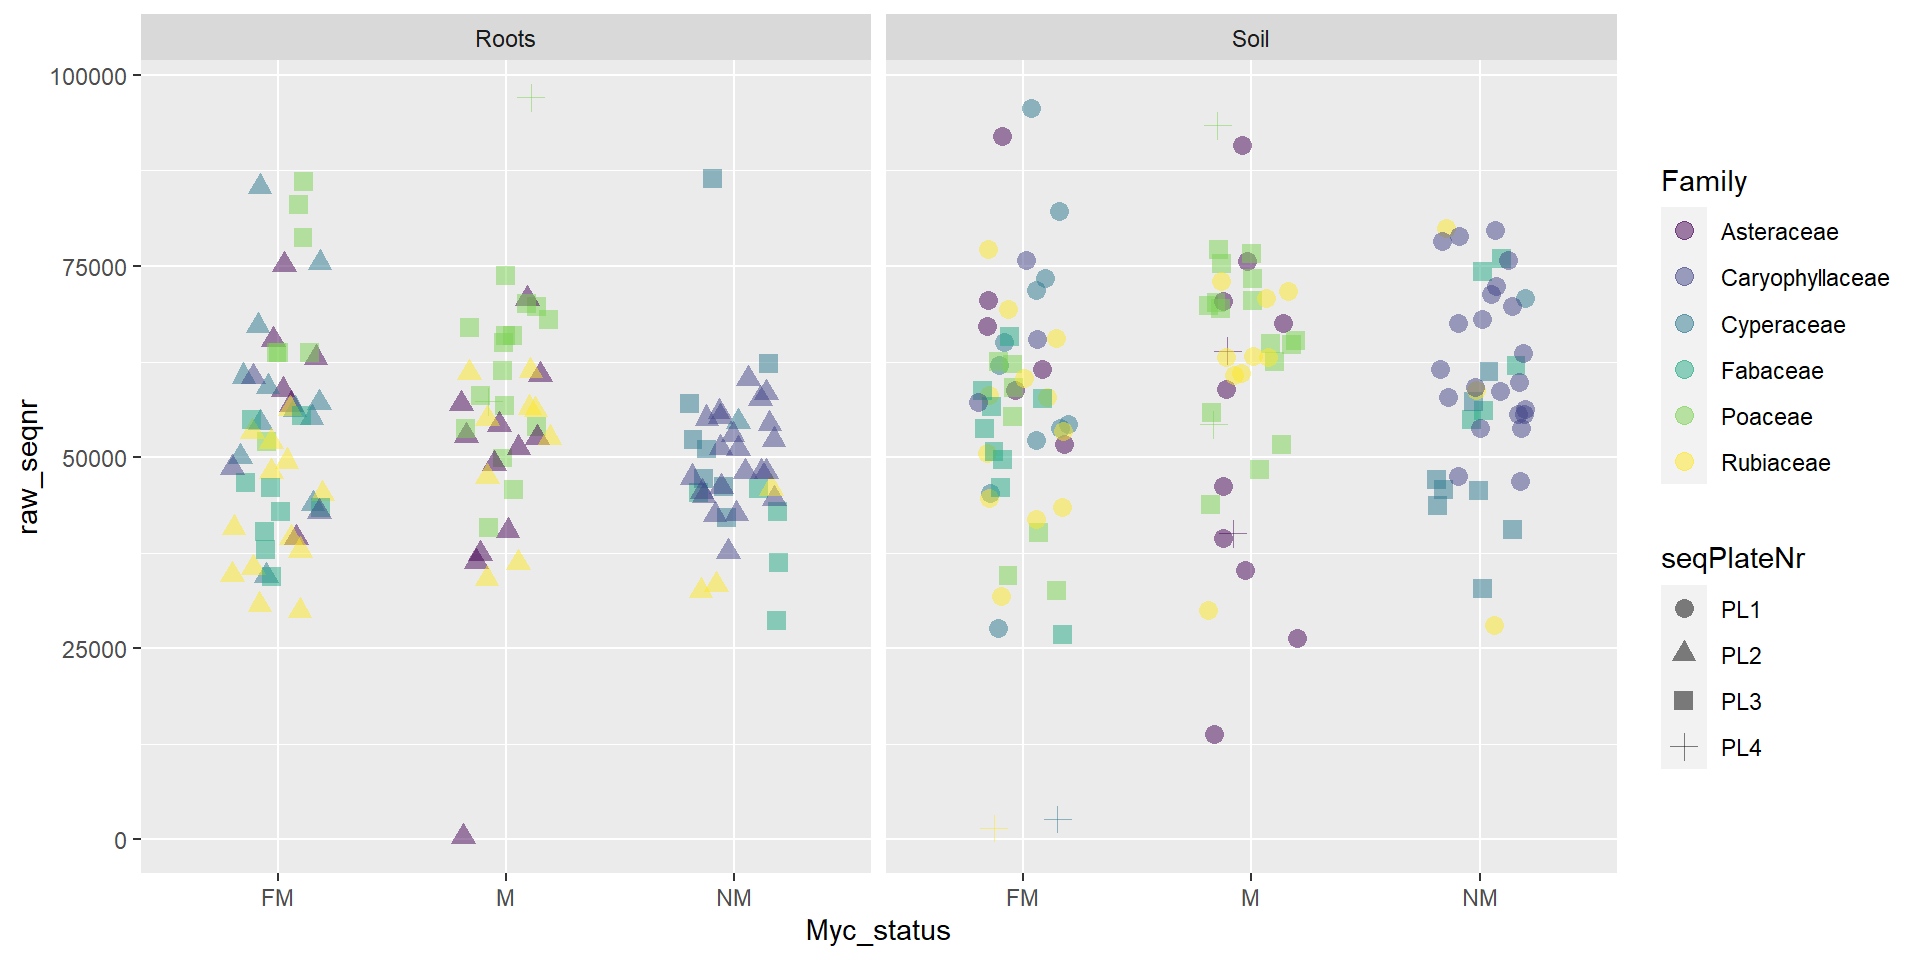 Roots
Soil
raw_seqnr
100000
75000
50000
25000
0
FM
M
NM
FM
M
NM
Myc_status
Family
Asteraceae
Caryophyllaceae
Cyperaceae
Fabaceae
Poaceae
Rubiaceae
seqPlateNr
PL1
PL2
PL3
PL4